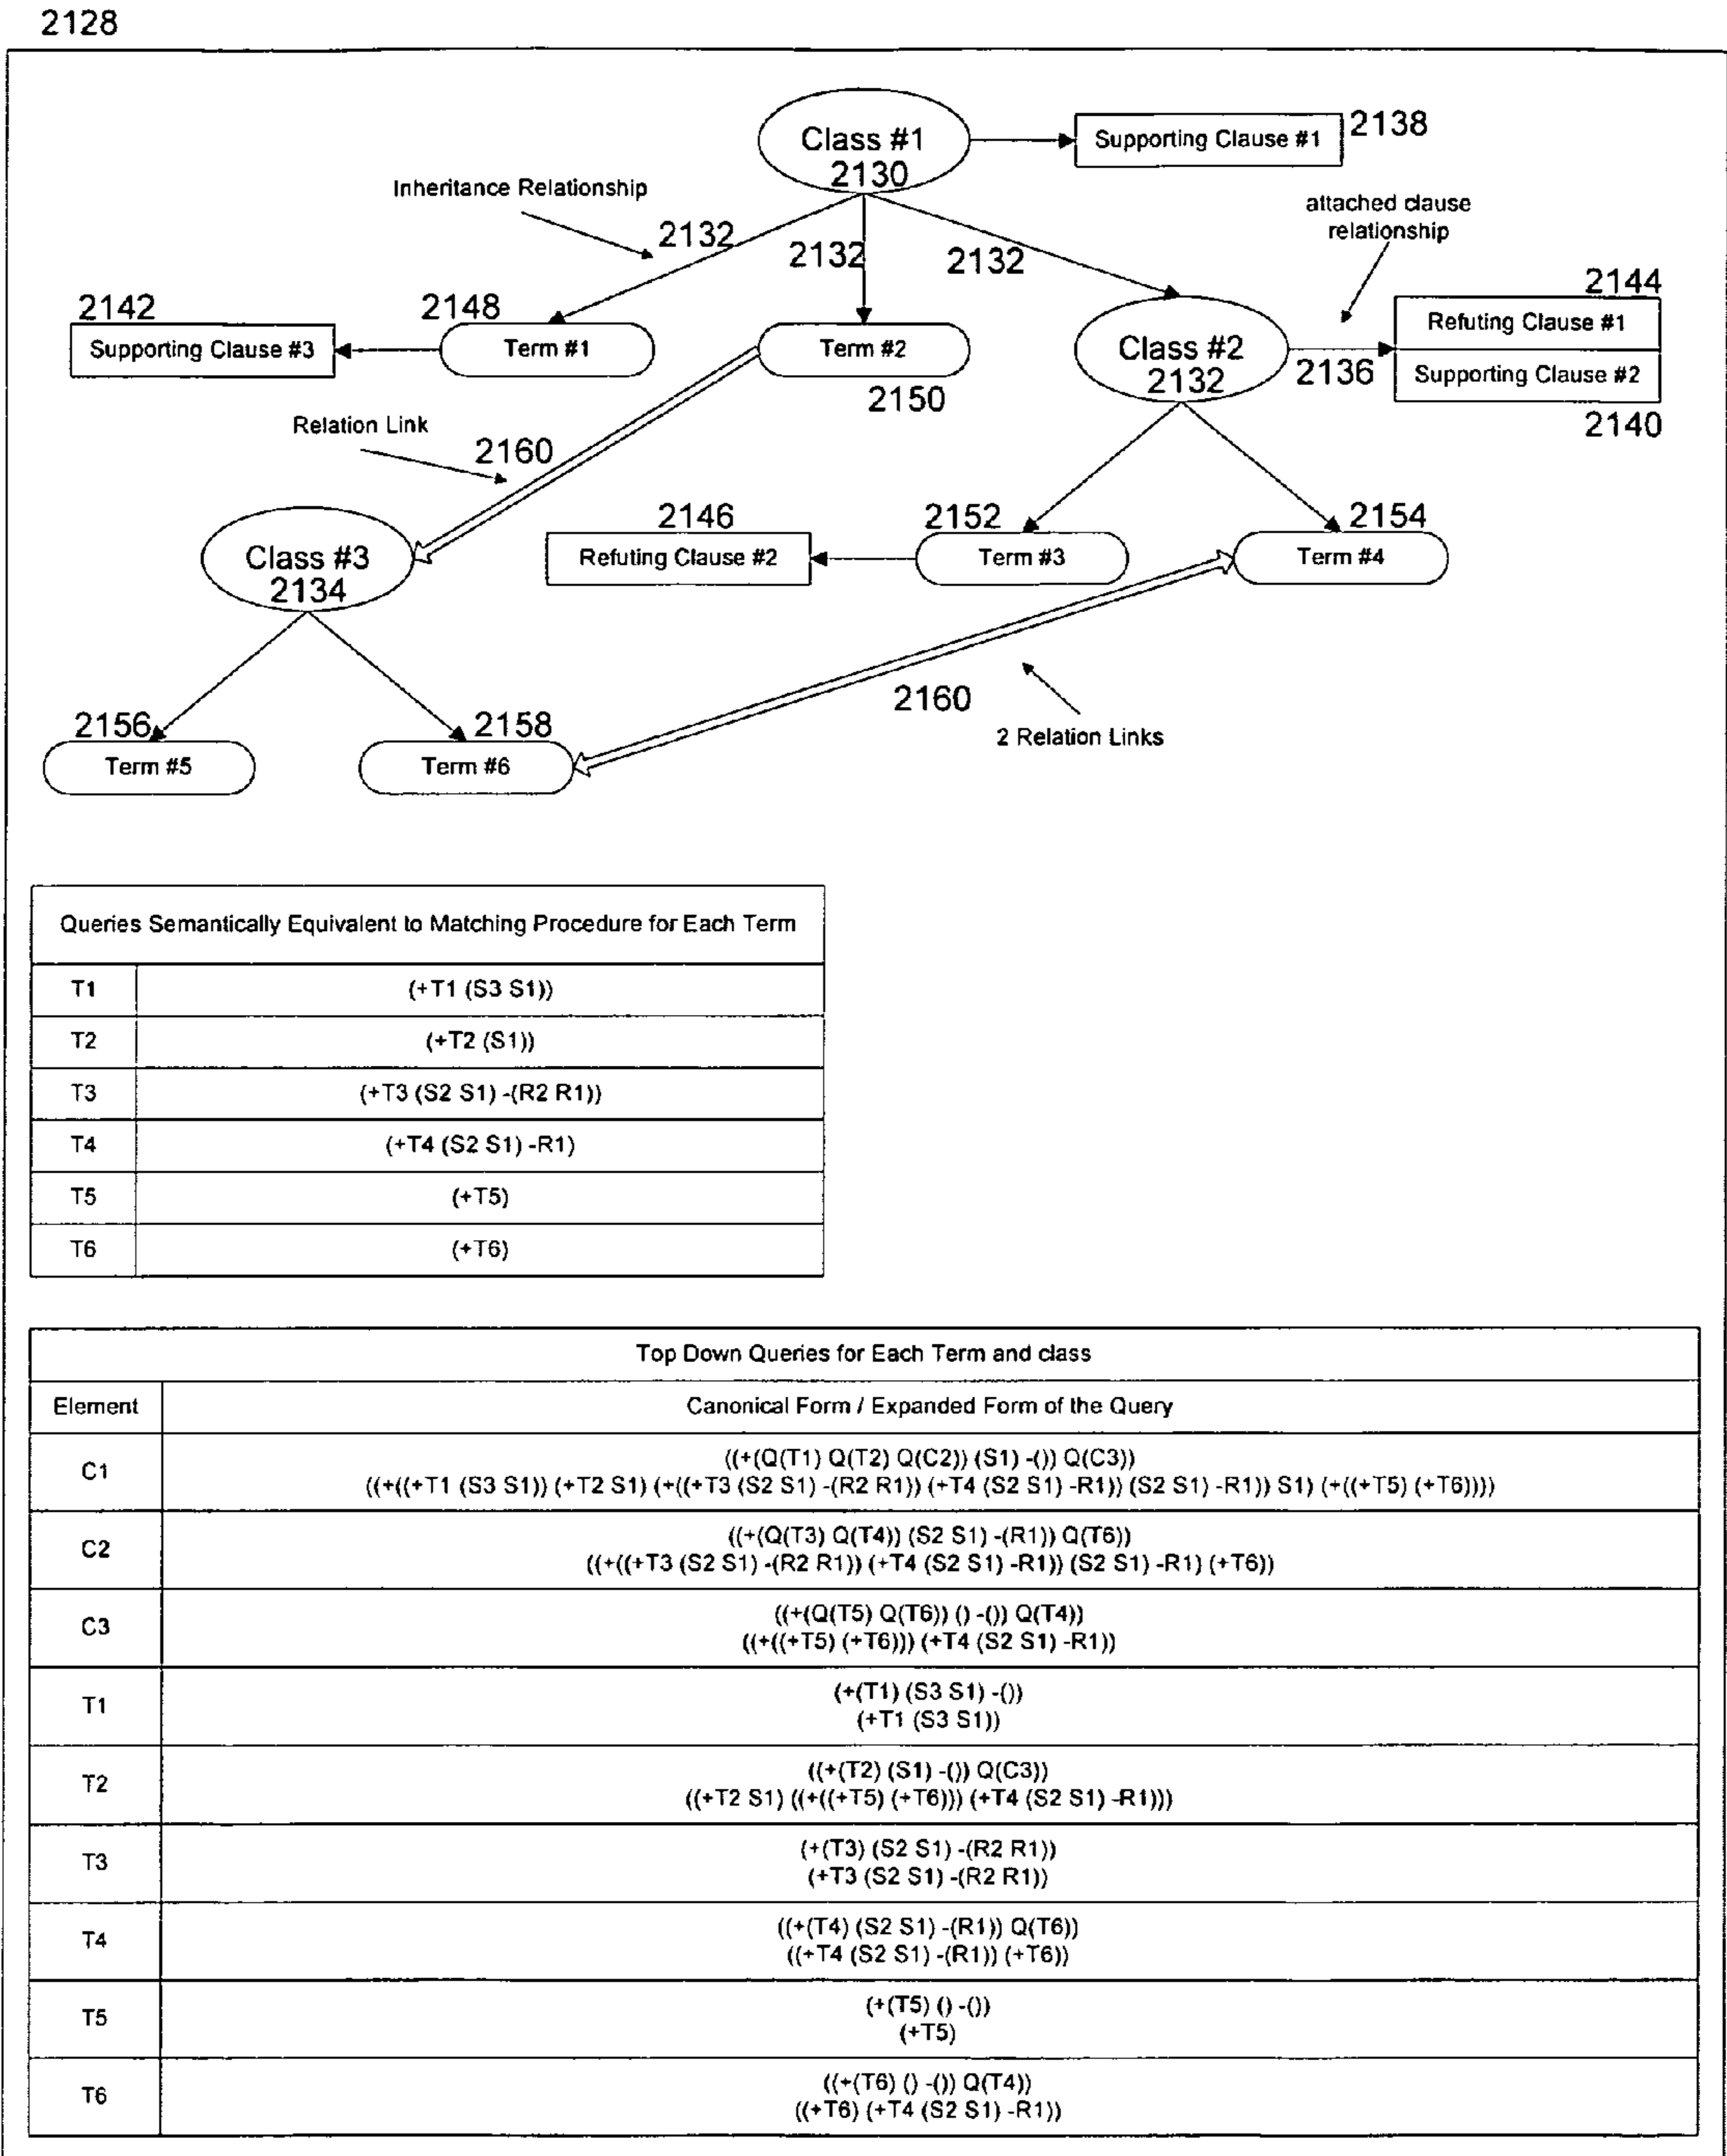 2128
Class #1
2130
Supporting Clause #1
2138
Inheritance Relationship
attached clause
relationship
2132
2132
2132
2142
2148
2144
Supporting Clause #3
Term #1
Term #2
Class #2
2132
Refuting Clause #1
2136
Supporting Clause #2
2150
2140
Relation Link
2160
2146
2152
2154
Class #3
2134
Refuting Clause #2
Term #3
Term #4
2160
2156
2158
2 Relation Links
Term #5
Term #6
Queries Semantically Equivalent to Matching Procedure for Each Term
T1 (+T1 (S3 S1))
T2 (+T2 (S1))
T3 (+T3 (S2 S1) -(R2 R1))
T4 (+T4 (S2 S1) -R1)
T5 (+T5)
T6 (+T6)
Top Down Queries for Each Term and class
Element Canonical Form / Expanded Form of the Query
C1 ((+(Q(T1) Q(T2) Q(C2)) (S1) -()) Q(C3))
((+((+T1 (S3 S1)) (+T2 S1) (+((+T3 (S2 S1) -(R2 R1)) (+T4 (S2 S1) -R1)) (S2 S1) -R1)) S1) (+((+T5) (+T6))))
C2 ((+(Q(T3) Q(T4)) (S2 S1) -(R1)) Q(T6))
((+((+T3 (S2 S1) -(R2 R1)) (+T4 (S2 S1) -R1)) (S2 S1) -R1) (+T6))
C3 ((+(Q(T5) Q(T6)) () -()) Q(T4))
((+((+T5) (+T6))) (+T4 (S2 S1) -R1))
T1 (+(T1) (S3 S1) -())
(+T1 (S3 S1))
T2 ((+(T2) (S1) -()) Q(C3))
((+T2 S1) ((+((+T5) (+T6))) (+T4 (S2 S1) -R1)))
T3 (+(T3) (S2 S1) -(R2 R1))
(+T3 (S2 S1) -(R2 R1))
T4 ((+(T4) (S2 S1) -(R1)) Q(T6))
((+T4 (S2 S1) -(R1)) (+T6))
T5 (+(T5) () -())
(+T5)
T6 ((+(T6) () -()) Q(T4))
((+T6) (+T4 (S2 S1) -R1))